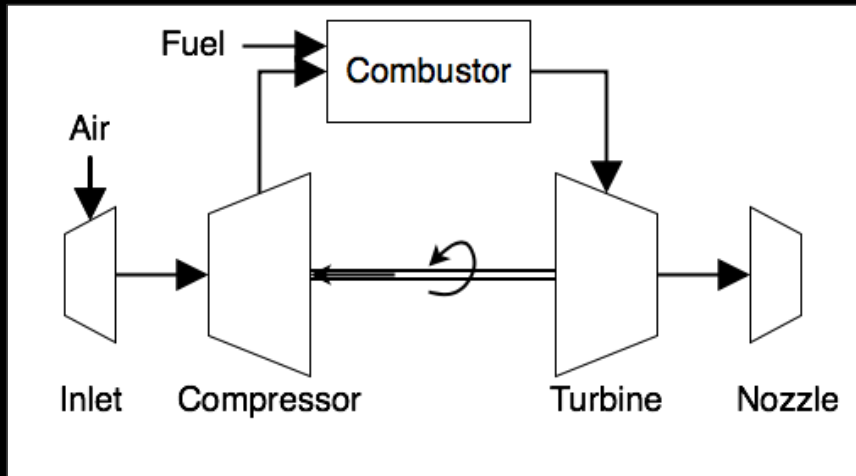 Fuel
Combustor
Air
Inlet
Compressor
Turbine
Nozzle